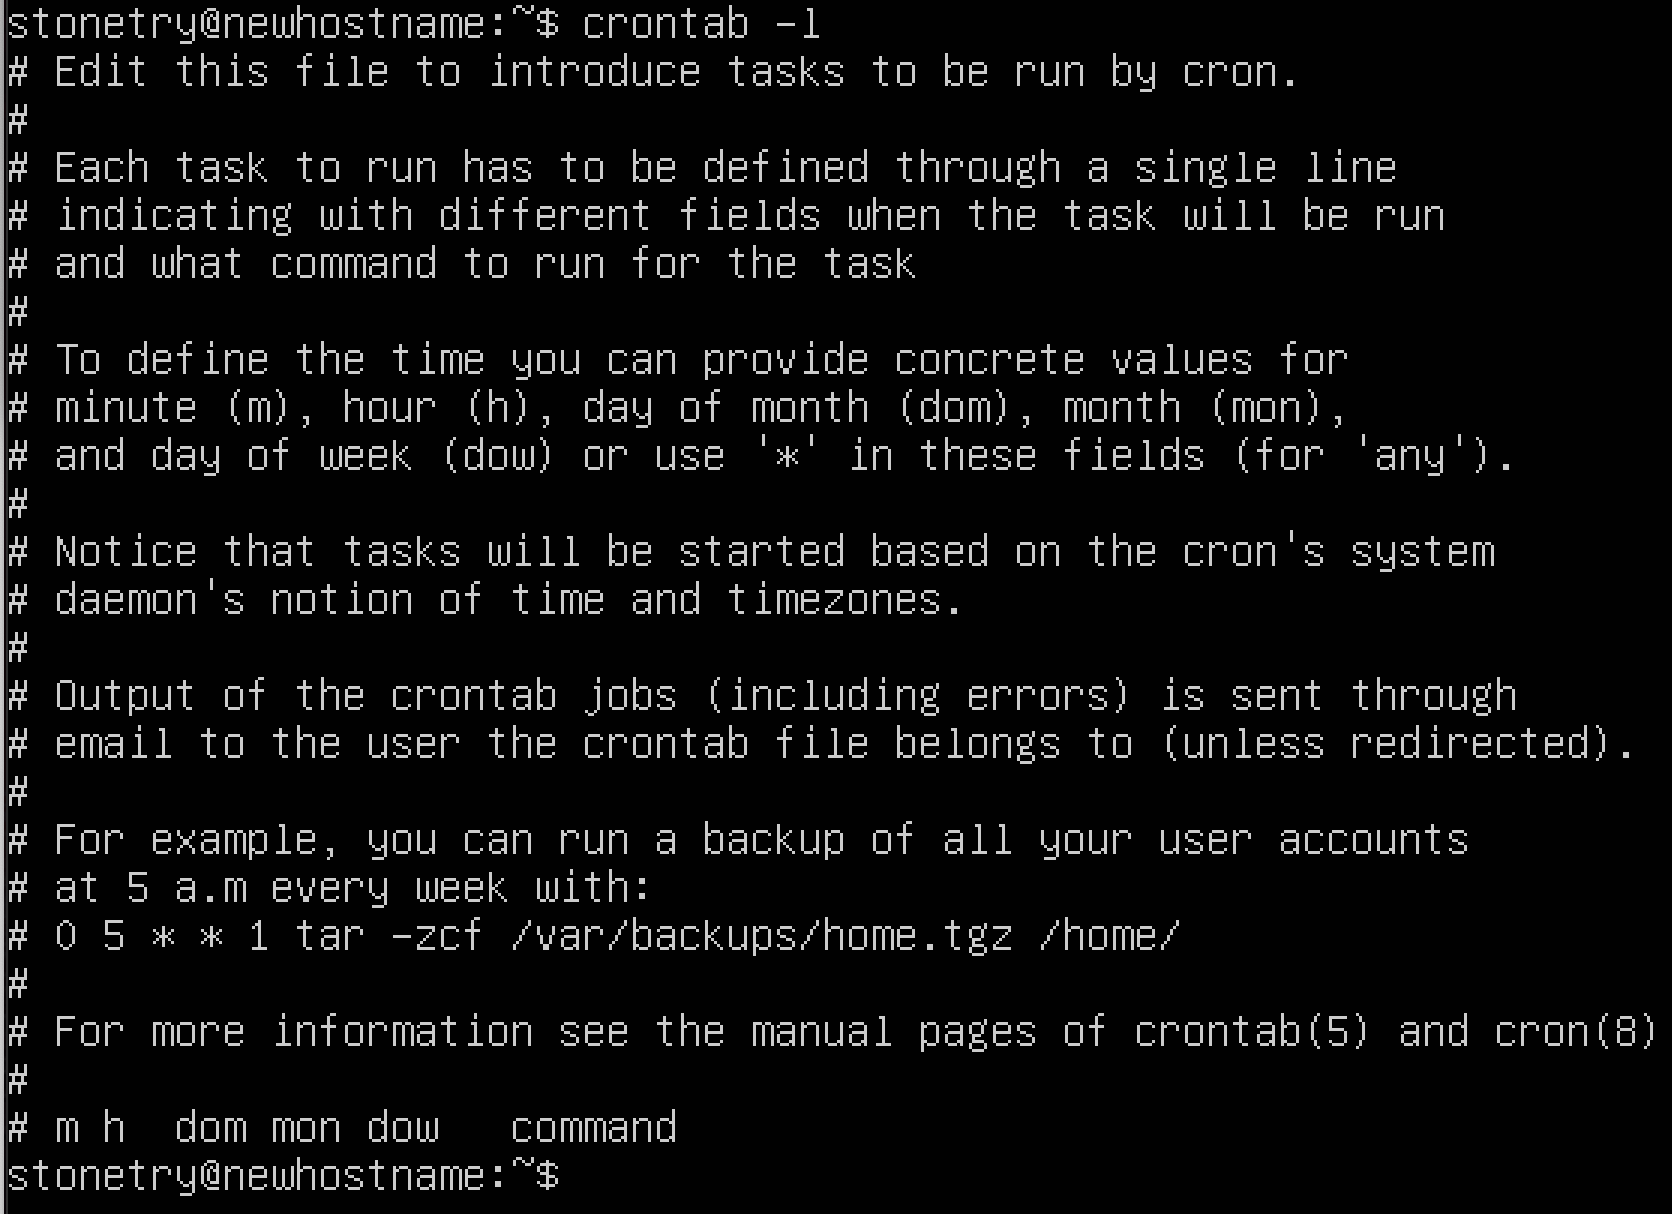 stonetry@newhostname:~$ crontab -l
# Edit this file to introduce tasks to be run by cron.
#
# Each task to run has to be defined through a single line
# indicating with different fields when the task will be run
# and what command to run for the task
#
# To define the time you can provide concrete values for
# minute (m), hour (h), day of month (dom), month (mon),
# and day of week (dow) or use '*' in these fields (for 'any').
#
# Notice that tasks will be started based on the cron's system
# daemon's notion of time and timezones.
#
# Output of the crontab jobs (including errors) is sent through
# email to the user the crontab file belongs to (unless redirected).
#
# For example, you can run a backup of all your user accounts
# at 5 a.m every week with:
# 0 5 * * 1 tar -zcf /var/backups/home.tgz /home/
#
# For more information see the manual pages of crontab(5) and cron(8)
#
# m h  dom mon dow   command
stonetry@newhostname:~$